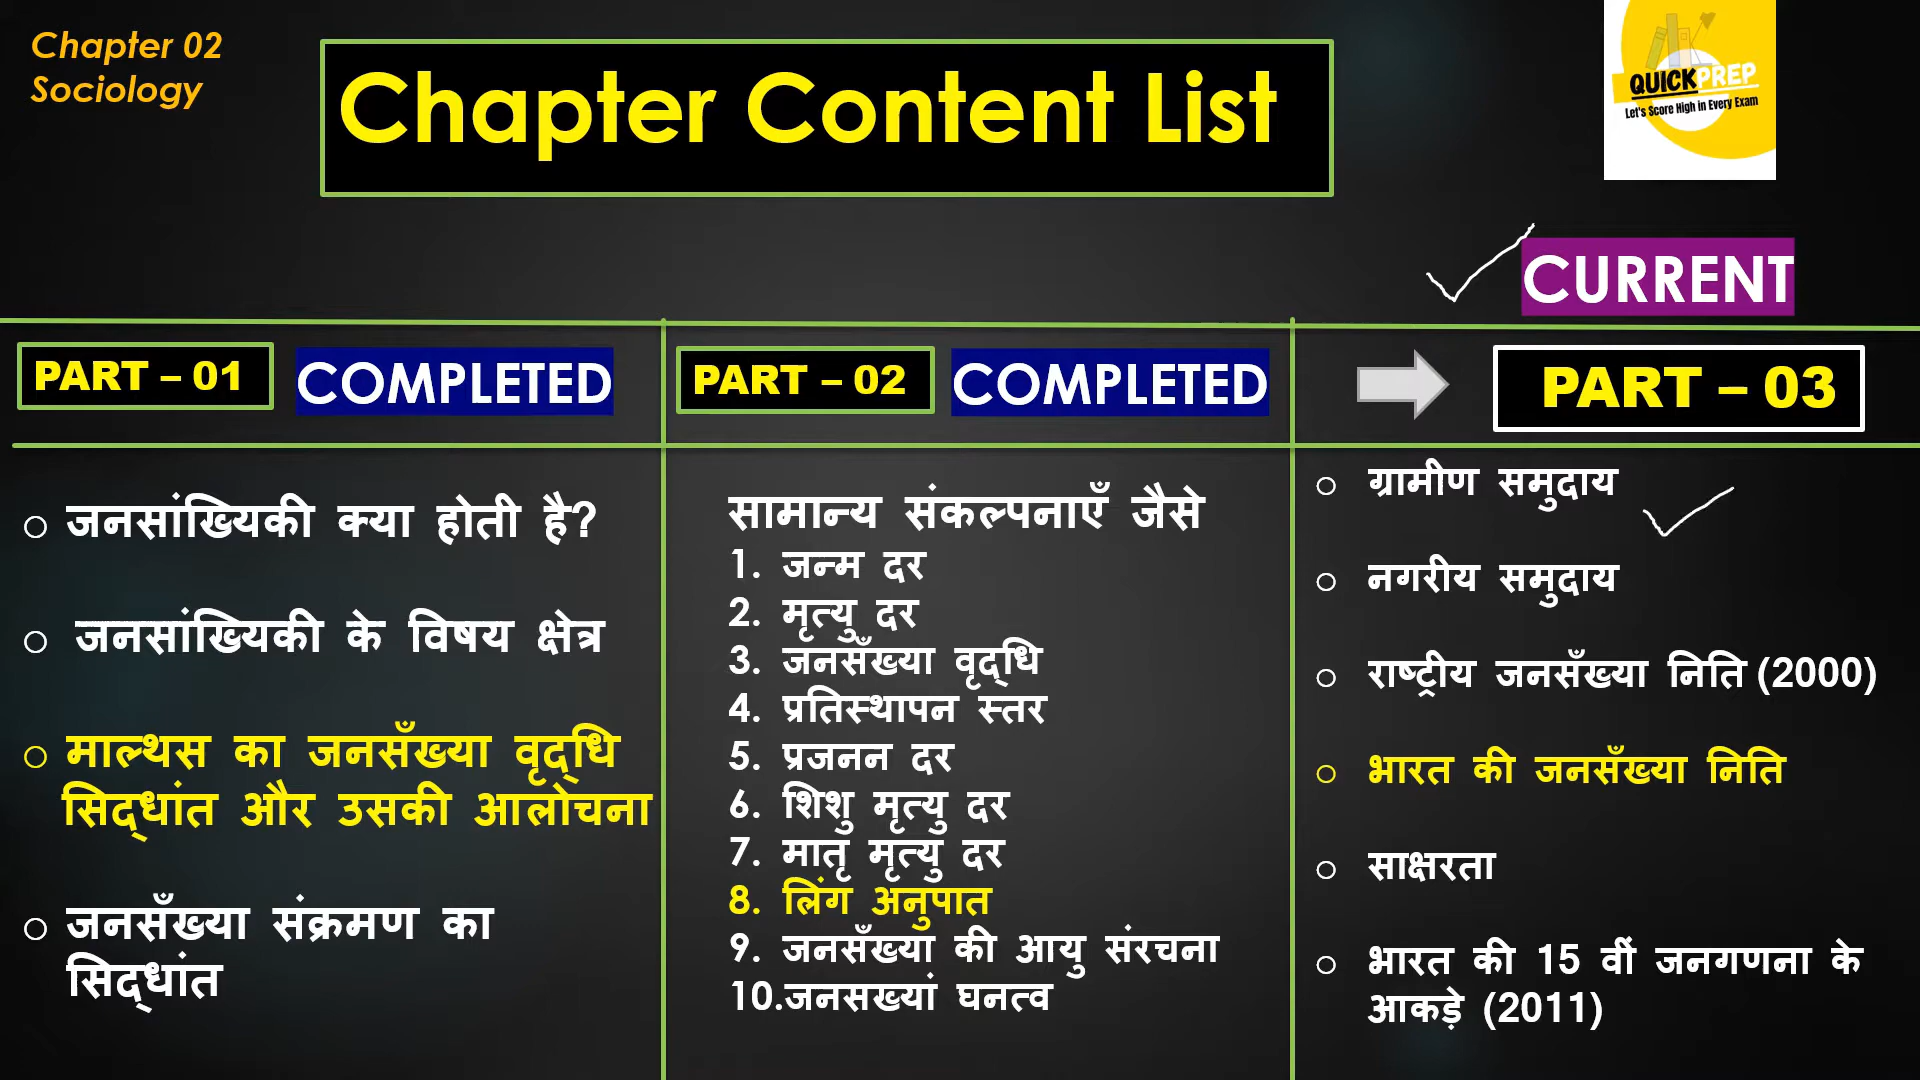 Chapter 02
Sociology
Chapter Content List
QUICKPREP
Let's Score High in Every Exam
CURRENT
PART – 01
COMPLETED
PART – 02
COMPLETED
PART – 03
○ जनसांख्यिकी क्या होती है?
○ जनसांख्यिकी के विषय क्षेत्र
○ माल्थस का जनसँख्या वृद्धि
सिद्धांत और उसकी आलोचना
○ जनसँख्या संक्रमण का
सिद्धांत
सामान्य संकल्पनाएँ जैसे
1. जन्म दर
2. मृत्यु दर
3. जनसँख्या वृद्धि
4. प्रतिस्थापन स्तर
5. प्रजनन दर
6. शिशु मृत्यु दर
7. मातृ मृत्यु दर
8. लिंग अनुपात
9. जनसँख्या की आयु संरचना
10.जनसख्यां घनत्व
○ ग्रामीण समुदाय
○ नगरीय समुदाय
○ राष्ट्रीय जनसँख्या निति (2000)
○ भारत की जनसँख्या निति
○ साक्षरता
○ भारत की 15 वीं जनगणना के
आकड़े (2011)